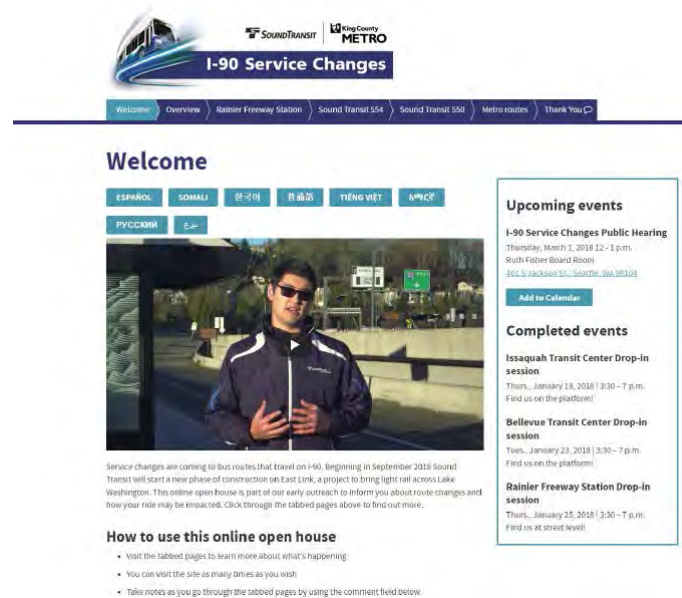 SOUNDTRANSIT
King County
METRO
I-90 Service Changes
Welcome
Overview
Rainier Freeway Station
Sound Transit 554
Sound Transit 550
Metro routes
Thank You
Welcome
ESPAÑOL
SOMALI
한국어
普通話
TIẾNG VIỆT
አማርኛ
РУССКИЙ
عربي
Service changes are coming to bus routes that travel on I-90. Beginning in September 2018 Sound
Transit will start a new phase of construction on East Link, a project to bring light rail across Lake
Washington. This online open house is part of our early outreach to inform you about route changes and
how your ride may be impacted. Click through the tabbed pages above to find out more.
How to use this online open house
• Visit the tabbed pages to learn more about what's happening
• You can visit the site as many times as you wish
• Take notes as you go through the tabbed pages by using the comment field below
Upcoming events
I-90 Service Changes Public Hearing
Thursday, March 1, 2018 12 - 1 p.m.
Ruth Fisher Board Room
401 S Jackson St., Seattle, WA 98104
Add to Calendar
Completed events
Issaquah Transit Center Drop-in
session
Thurs., January 18, 2018 | 3:30 – 7 p.m.
Find us on the platform!
Bellevue Transit Center Drop-in
session
Tues., January 23, 2018 | 3:30 – 7 p.m.
Find us on the platform!
Rainier Freeway Station Drop-in
session
Thurs., January 25, 2018 | 3:30 – 7 p.m.
Find us at street level!